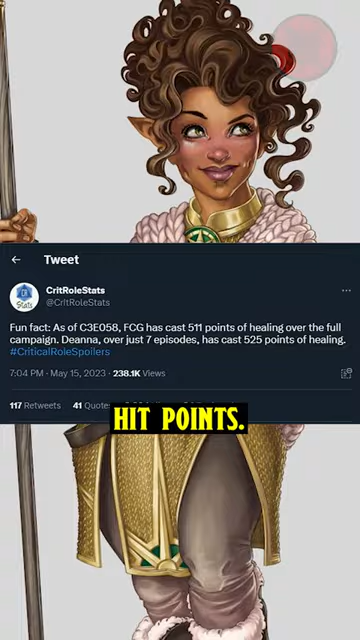 Tweet
CritRoleStats
@CritRoleStats
Fun fact: As of C3E058, FCG has cast 511 points of healing over the full
campaign. Deanna, over just 7 episodes, has cast 525 points of healing.
#CriticalRoleSpoilers
7:04 PM · May 15, 2023 · 238.1K Views
117 Retweets 41 Quotes
HIT POINTS.